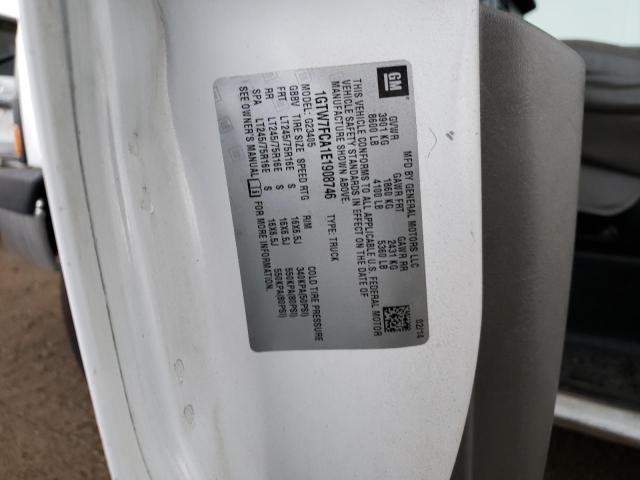 GM
MFD BY GENERAL MOTORS LLC
02/14
GVWR GAWR FRT GAWR RR
3901 KG 1860 KG 2431 KG
8600 LB 4100 LB 5360 LB
THIS VEHICLE CONFORMS TO ALL APPLICABLE U.S. FEDERAL MOTOR
VEHICLE SAFETY STANDARDS IN EFFECT ON THE DATE OF
MANUFACTURE SHOWN ABOVE.
1GTW7FCA1E1908746 TYPE: TRUCK
MODEL: G23405
GBBV TIRE SIZE SPEED RTG RIM COLD TIRE PRESSURE
FRT LT245/75R16E S 16X6.5J 340KPA(50PSI)
RR LT245/75R16E S 16X6.5J 550KPA(80PSI)
SPA LT245/75R16E S 16X6.5J 550KPA(80PSI)
SEE OWNER'S MANUAL FOR MORE INFORMATION.